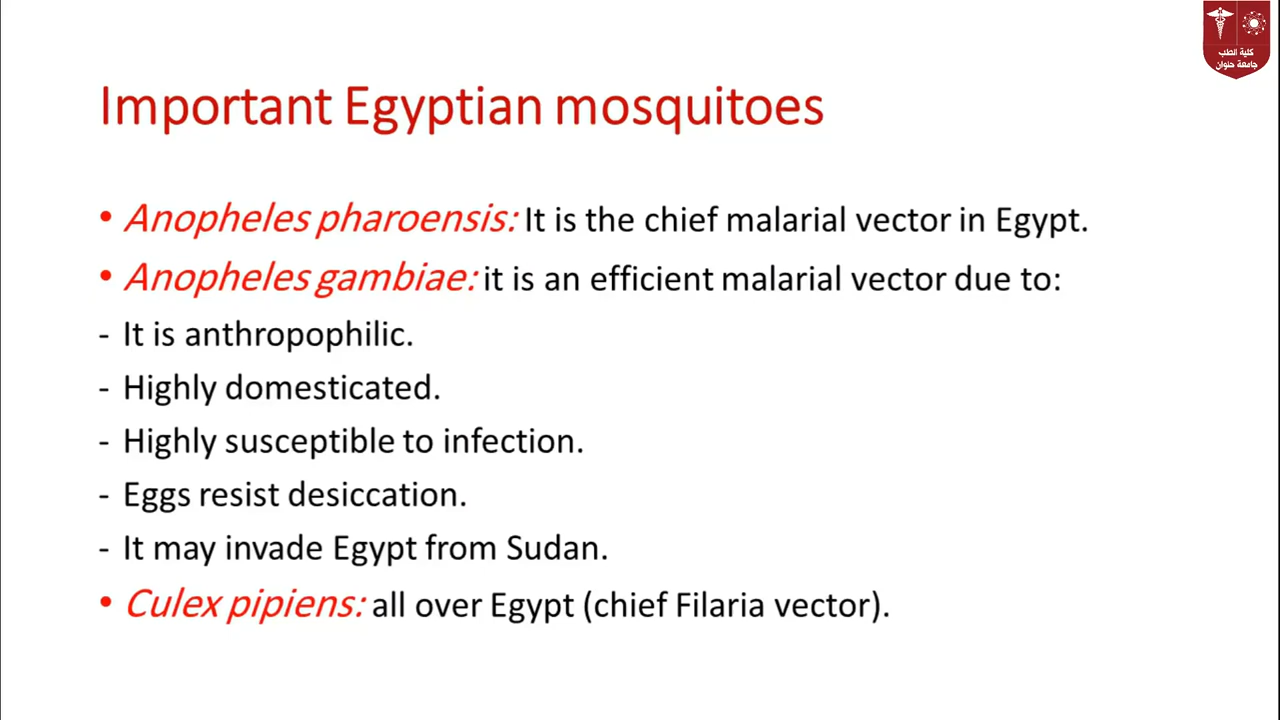 كلية الطب
جامعة حلوان
Important Egyptian mosquitoes
• Anopheles pharoensis: It is the chief malarial vector in Egypt.
• Anopheles gambiae: it is an efficient malarial vector due to:
- It is anthropophilic.
- Highly domesticated.
- Highly susceptible to infection.
- Eggs resist desiccation.
- It may invade Egypt from Sudan.
• Culex pipiens: all over Egypt (chief Filaria vector).